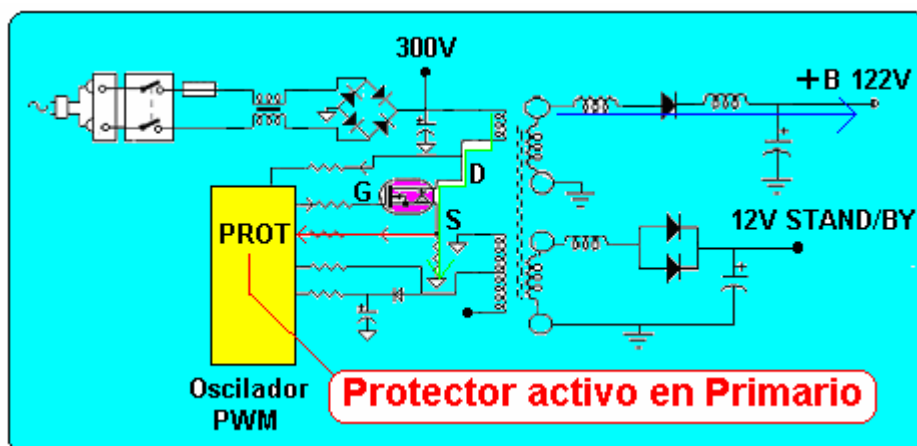 300V
+B 122V
G
D
S
PROT
12V STAND/BY
Oscilador
PWM
Protector activo en Primario